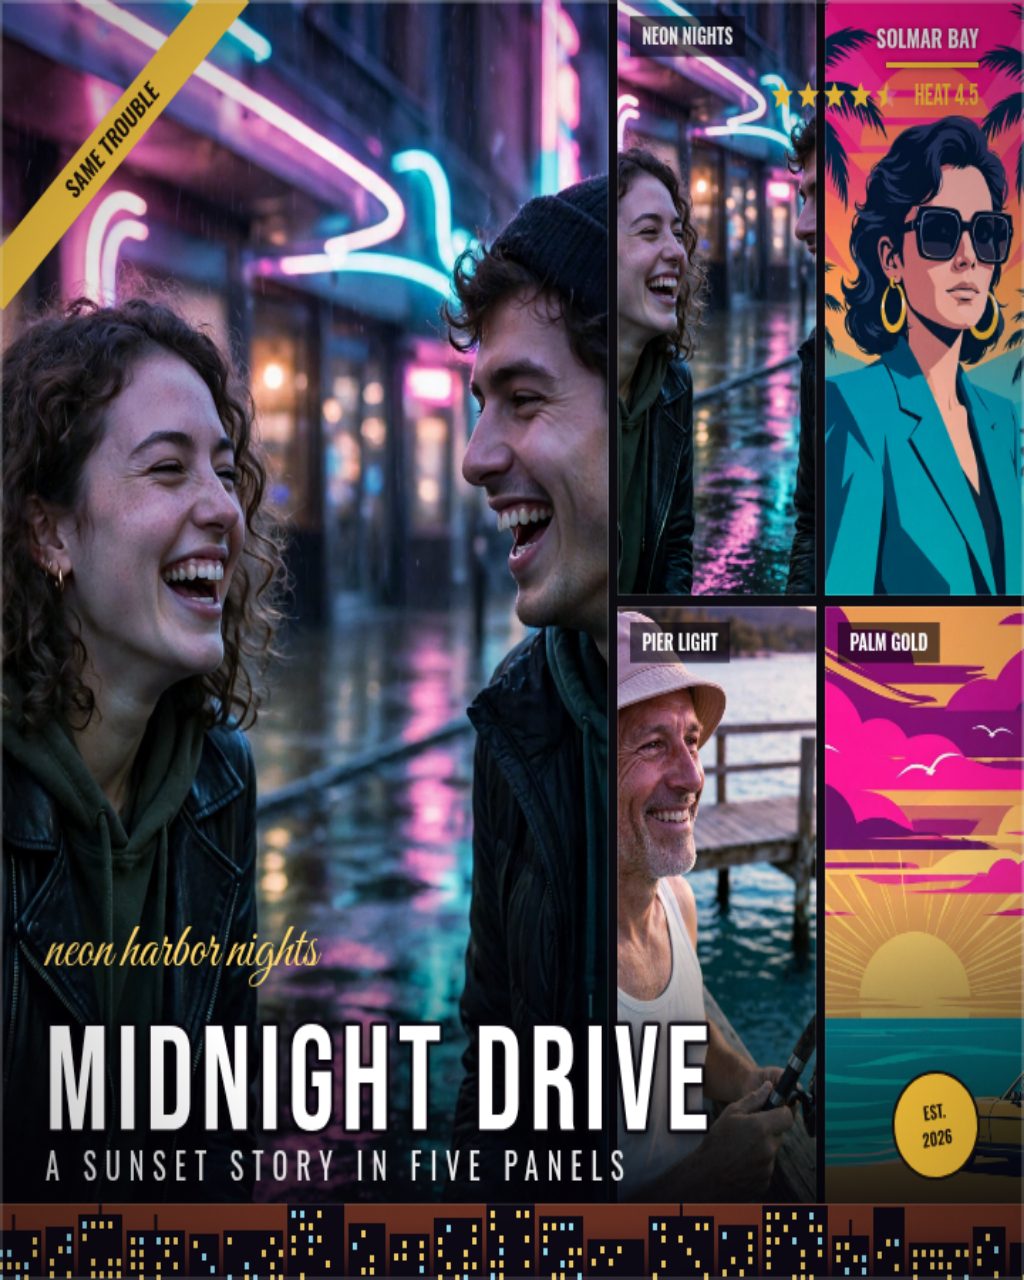 SAME TROUBLE
NEON NIGHTS
SOLMAR BAY
HEAT 4.5
PIER LIGHT
PALM GOLD
neon harbor nights
MIDNIGHT DRIVE
A SUNSET STORY IN FIVE PANELS
EST.
2026